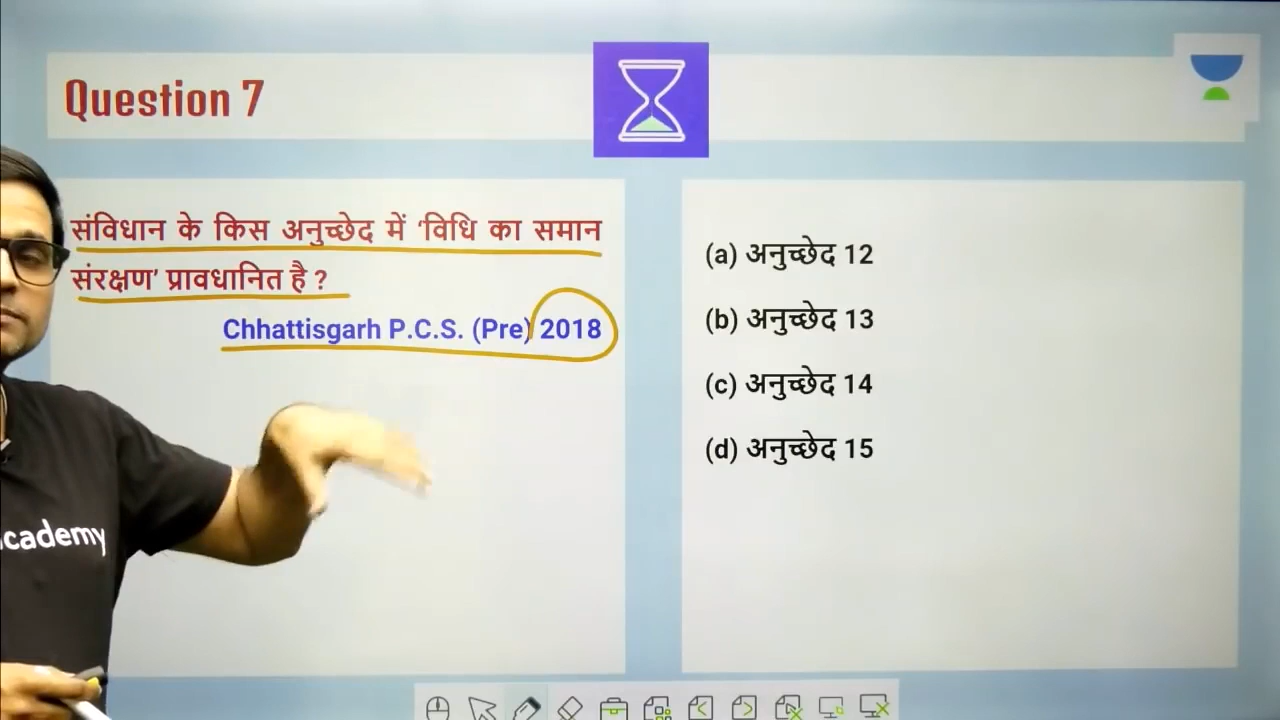 Question 7
संविधान के किस अनुच्छेद में ‘विधि का समान
संरक्षण’ प्रावधानित है ?
Chhattisgarh P.C.S. (Pre) 2018
(a) अनुच्छेद 12
(b) अनुच्छेद 13
(c) अनुच्छेद 14
(d) अनुच्छेद 15
cademy